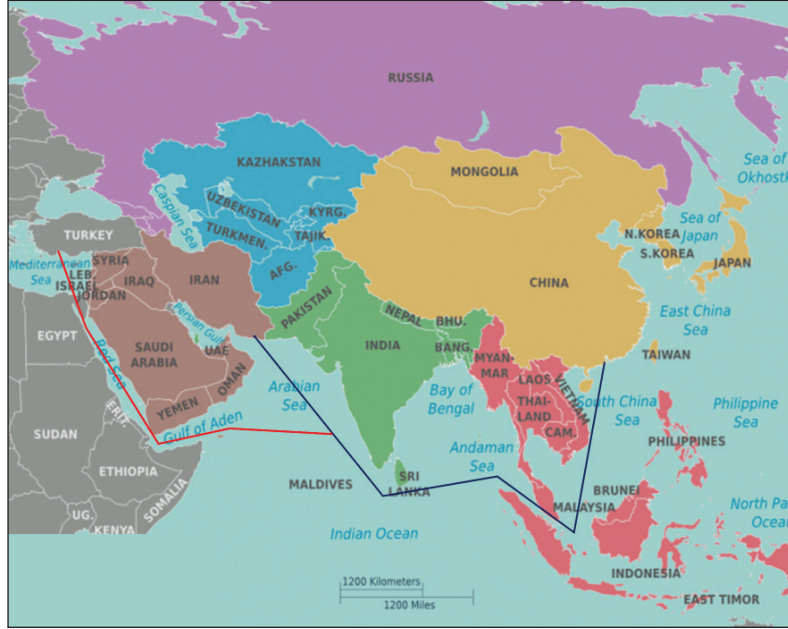 RUSSIA
Sea of
Okhostk
KAZHAKSTAN
MONGOLIA
Caspian Sea
UZBEKISTAN
KYRG.
TURKMEN.
TAJIK.
TURKEY
N.KOREA
S.KOREA
Sea of
Japan
JAPAN
Mediterranean
Sea
SYRIA
LEB.
ISRAEL
JORDAN
IRAQ
IRAN
AFG.
CHINA
PAKISTAN
NEPAL
BHU.
BANG.
INDIA
East China
Sea
TAIWAN
EGYPT
Red Sea
SAUDI
ARABIA
Persian Gulf
UAE
OMAN
YEMEN
Gulf of Aden
ERIT.
Arabian
Sea
Bay of
Bengal
MYAN-
MAR
LAOS
THAI-
LAND
VIETNAM
CAM.
South China
Sea
Philippine
Sea
PHILIPPINES
SUDAN
ETHIOPIA
SOMALIA
UG.
KENYA
Andaman
Sea
MALDIVES
SRI
LANKA
BRUNEI
MALAYSIA
North Pa
Ocea
Indian Ocean
INDONESIA
EAST TIMOR
1200 Kilometers
1200 Miles